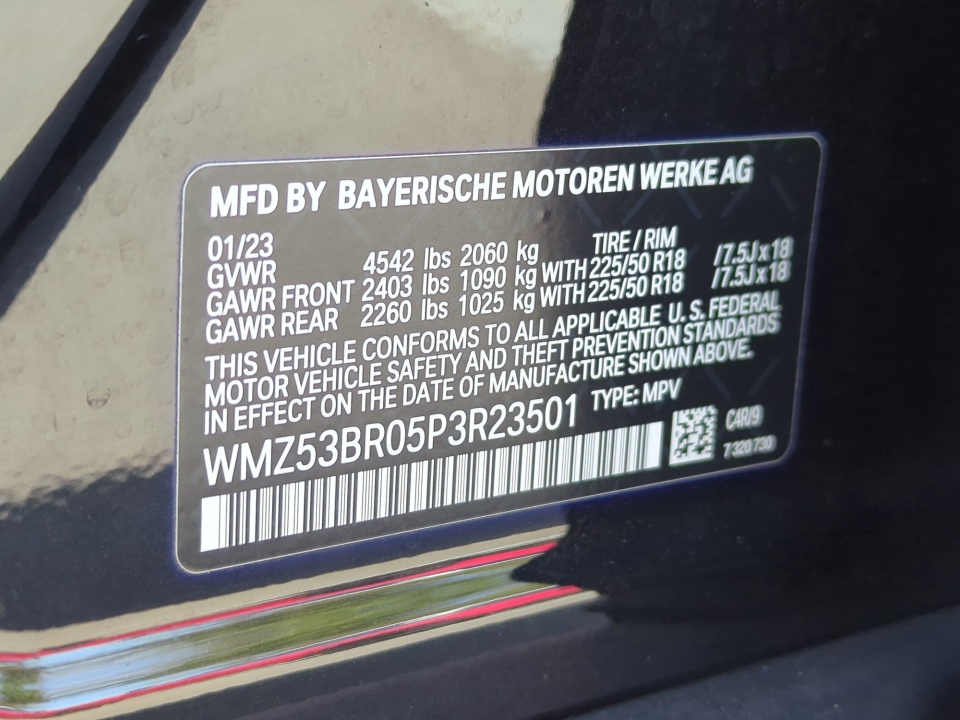 MFD BY BAYERISCHE MOTOREN WERKE AG
01/23 TIRE / RIM
GVWR 4542 lbs 2060 kg
GAWR FRONT 2403 lbs 1090 kg WITH 225/50 R18 /7.5J x 18
GAWR REAR 2260 lbs 1025 kg WITH 225/50 R18 /7.5J x 18
THIS VEHICLE CONFORMS TO ALL APPLICABLE U. S. FEDERAL
MOTOR VEHICLE SAFETY AND THEFT PREVENTION STANDARDS
IN EFFECT ON THE DATE OF MANUFACTURE SHOWN ABOVE.
WMZ53BR05P3R23501 TYPE: MPV
C4R/9
7 320 730